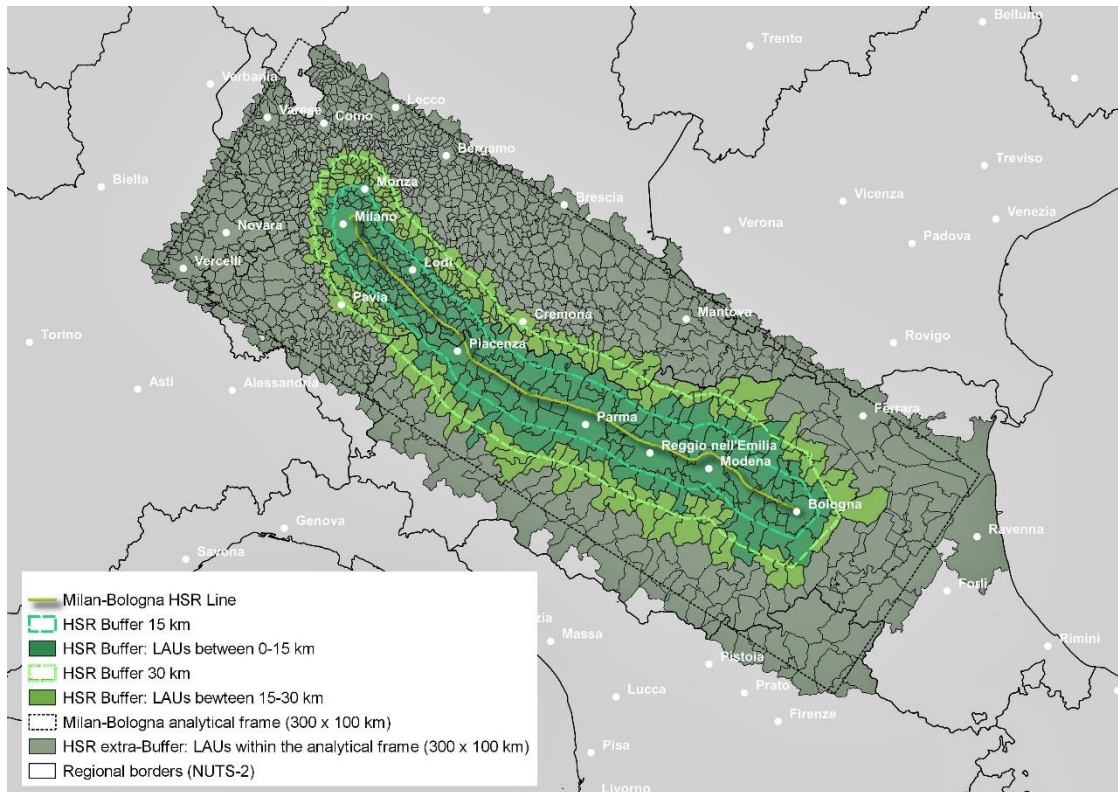 Belluno
Trento
Verbania
Lecco
Varese
Como
Bergamo
Treviso
Biella
Monza
Brescia
Vicenza
Venezia
Milano
Novara
Verona
Padova
Vercelli
Lodi
Pavia
Mantova
Cremona
Torino
Rovigo
Piacenza
Asti
Alessandria
Ferrara
Parma
Reggio nell'Emilia
Modena
Bologna
Genova
Ravenna
Savona
Forlì
Massa
Rimini
Pistoia
Lucca
Prato
Firenze
Pisa
Livorno
Milan-Bologna HSR Line
HSR Buffer 15 km
HSR Buffer: LAUs between 0-15 km
HSR Buffer 30 km
HSR Buffer: LAUs bewteen 15-30 km
Milan-Bologna analytical frame (300 x 100 km)
HSR extra-Buffer: LAUs within the analytical frame (300 x 100 km)
Regional borders (NUTS-2)